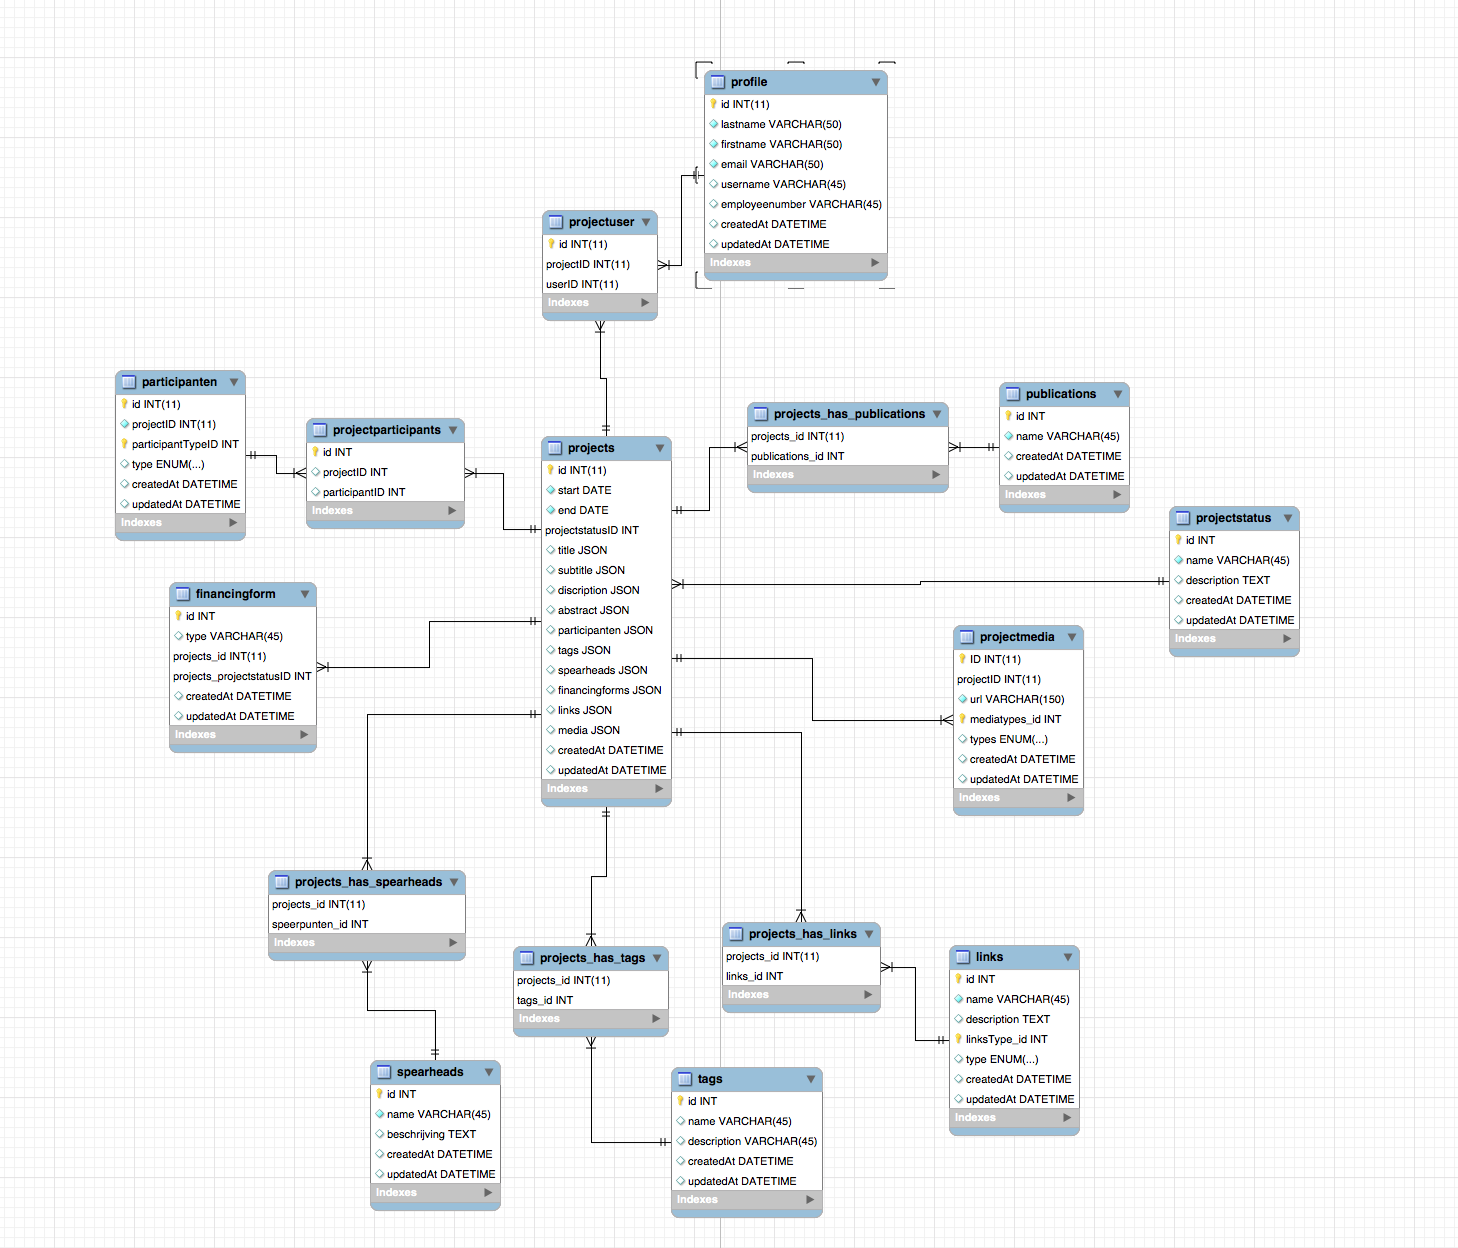 profile
id INT(11)
lastname VARCHAR(50)
firstname VARCHAR(50)
email VARCHAR(50)
username VARCHAR(45)
employeenumber VARCHAR(45)
createdAt DATETIME
updatedAt DATETIME
Indexes
projectuser
id INT(11)
projectID INT(11)
userID INT(11)
Indexes
participanten
id INT(11)
projectID INT(11)
participantTypeID INT
type ENUM(...)
createdAt DATETIME
updatedAt DATETIME
Indexes
projectparticipants
id INT
projectID INT
participantID INT
Indexes
projects
id INT(11)
start DATE
end DATE
projectstatusID INT
title JSON
subtitle JSON
discription JSON
abstract JSON
participanten JSON
tags JSON
spearheads JSON
financingforms JSON
links JSON
media JSON
createdAt DATETIME
updatedAt DATETIME
Indexes
projects_has_publications
projects_id INT(11)
publications_id INT
Indexes
publications
id INT
name VARCHAR(45)
createdAt DATETIME
updatedAt DATETIME
Indexes
projectstatus
id INT
name VARCHAR(45)
description TEXT
createdAt DATETIME
updatedAt DATETIME
Indexes
financingform
id INT
type VARCHAR(45)
projects_id INT(11)
projects_projectstatusID INT
createdAt DATETIME
updatedAt DATETIME
Indexes
projectmedia
ID INT(11)
projectID INT(11)
url VARCHAR(150)
mediatypes_id INT
types ENUM(...)
createdAt DATETIME
updatedAt DATETIME
Indexes
projects_has_spearheads
projects_id INT(11)
speerpunten_id INT
Indexes
projects_has_tags
projects_id INT(11)
tags_id INT
Indexes
projects_has_links
projects_id INT(11)
links_id INT
Indexes
links
id INT
name VARCHAR(45)
description TEXT
linksType_id INT
type ENUM(...)
createdAt DATETIME
updatedAt DATETIME
Indexes
spearheads
id INT
name VARCHAR(45)
beschrijving TEXT
createdAt DATETIME
updatedAt DATETIME
Indexes
tags
id INT
name VARCHAR(45)
description VARCHAR(45)
createdAt DATETIME
updatedAt DATETIME
Indexes